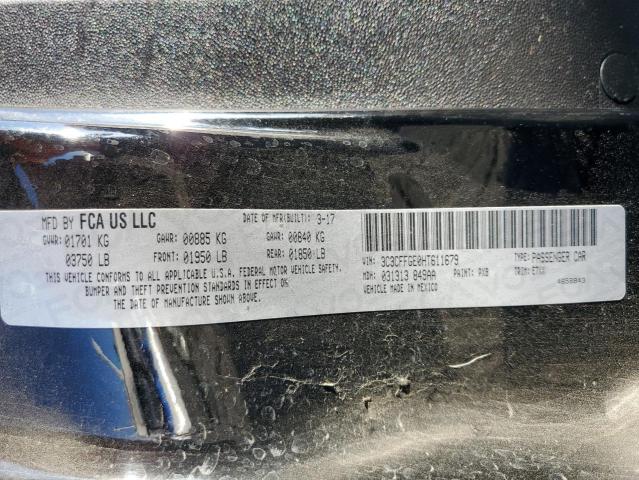 MFD BY FCA US LLC DATE OF MFR(BUILT): 3-17
GVWR: 01701 KG GAWR: 00885 KG GAWR: 00840 KG
03750 LB FRONT: 01950 LB REAR: 01850 LB
THIS VEHICLE CONFORMS TO ALL APPLICABLE U.S.A. FEDERAL MOTOR VEHICLE SAFETY,
BUMPER AND THEFT PREVENTION STANDARDS IN EFFECT ON
THE DATE OF MANUFACTURE SHOWN ABOVE.
VIN: 3C3CFFGE0HT611679 TYPE: PASSENGER CAR
MDH: 031313 849AA PAINT: PXB TRIM:
VEHICLE MADE IN MEXICO 4858843